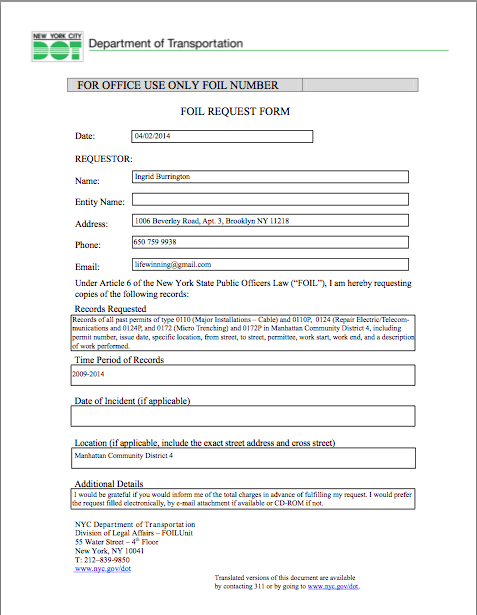 NEW YORK CITY
DOT
Department of Transportation
FOR OFFICE USE ONLY FOIL NUMBER
FOIL REQUEST FORM
Date: 04/02/2014
REQUESTOR:
Name: Ingrid Burrington
Entity Name:
Address: 1006 Beverley Road, Apt. 3, Brooklyn NY 11218
Phone: 650 759 9938
Email: lifewinning@gmail.com
Under Article 6 of the New York State Public Officers Law (“FOIL”), I am hereby requesting
copies of the following records:
Records Requested
Records of all past permits of type 0110 (Major Installations – Cable) and 0110P, 0124 (Repair Electric/Telecom-
munications and 0124P, and 0172 (Micro Trenching) and 0172P in Manhattan Community District 4, including
permit number, issue date, specific location, from street, to street, permittee, work start, work end, and a description
of work performed.
Time Period of Records
2009-2014
Date of Incident (if applicable)
Location (if applicable, include the exact street address and cross street)
Manhattan Community District 4
Additional Details
I would be grateful if you would inform me of the total charges in advance of fulfilling my request. I would prefer
the request filled electronically, by e-mail attachment if available or CD-ROM if not.
NYC Department of Transportation
Division of Legal Affairs – FOILUnit
55 Water Street – 4th Floor
New York, NY 10041
T: 212–839-9850
www.nyc.gov/dot
Translated versions of this document are available
by contacting 311 or by going to www.nyc.gov/dot.